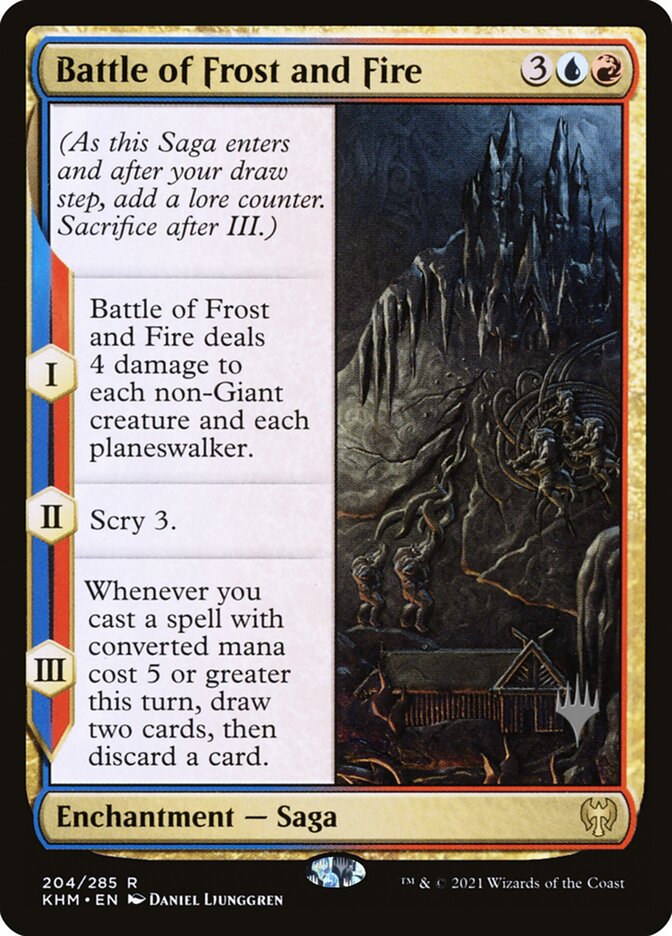 Battle of Frost and Fire 3
(As this Saga enters
and after your draw
step, add a lore counter.
Sacrifice after III.)
I
Battle of Frost
and Fire deals
4 damage to
each non-Giant
creature and each
planeswalker.
II
Scry 3.
III
Whenever you
cast a spell with
converted mana
cost 5 or greater
this turn, draw
two cards, then
discard a card.
Enchantment — Saga
204/285 R
KHM • EN Daniel Ljunggren
™ & © 2021 Wizards of the Coast